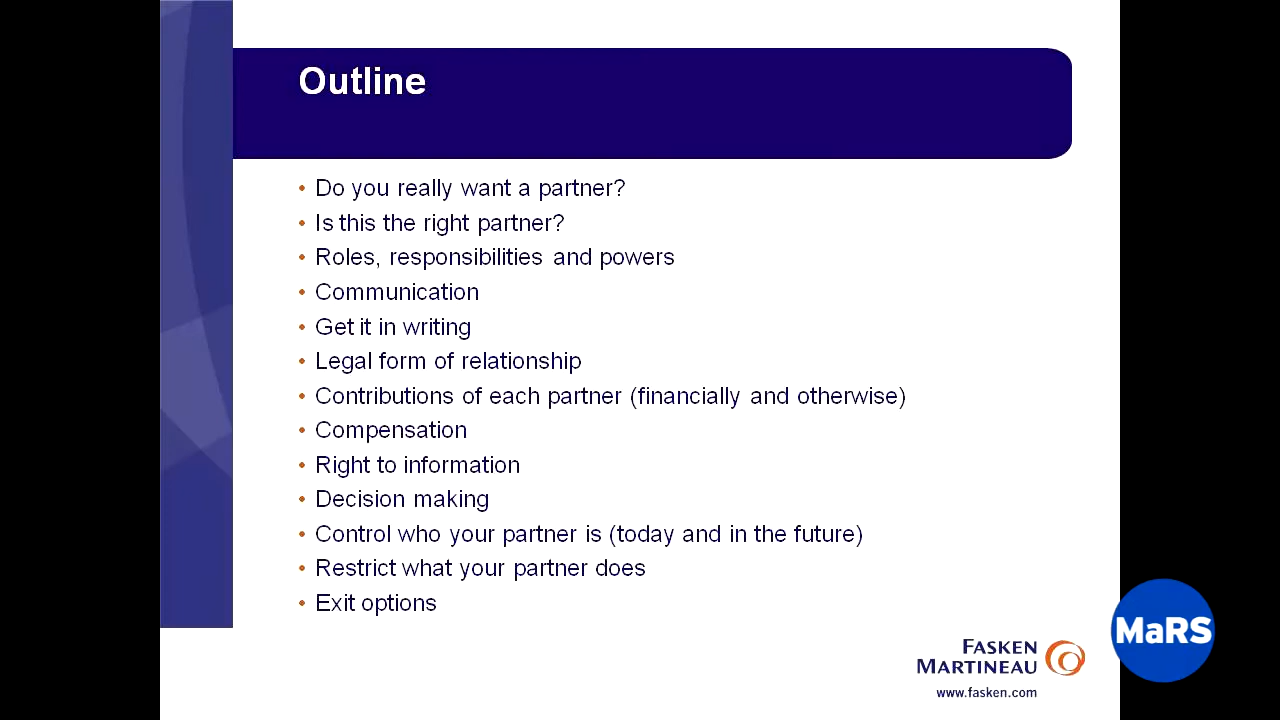 Outline
• Do you really want a partner?
• Is this the right partner?
• Roles, responsibilities and powers
• Communication
• Get it in writing
• Legal form of relationship
• Contributions of each partner (financially and otherwise)
• Compensation
• Right to information
• Decision making
• Control who your partner is (today and in the future)
• Restrict what your partner does
• Exit options
FASKEN
MARTINEAU
www.fasken.com
MaRS